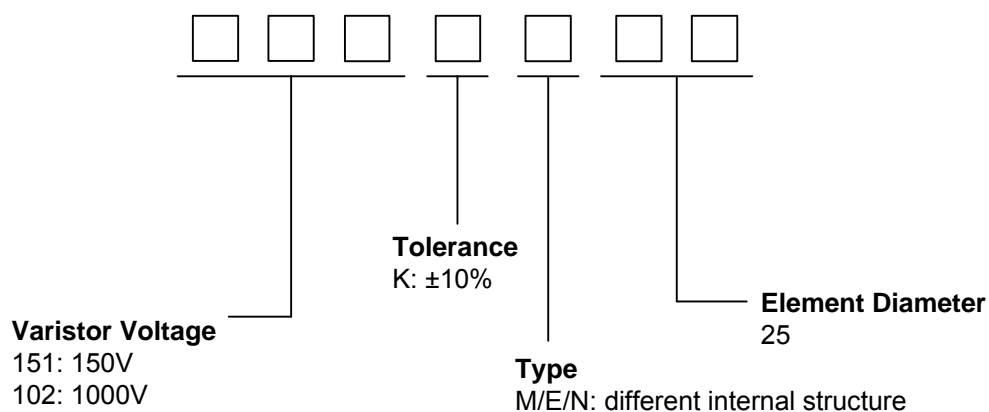 Tolerance
K: ±10%
Varistor Voltage
151: 150V
102: 1000V
Type
M/E/N: different internal structure
Element Diameter
25